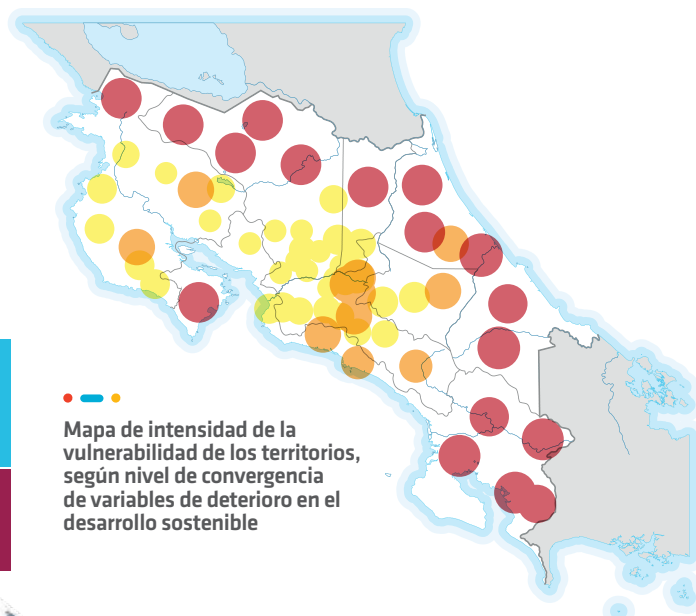 Mapa de intensidad de la
vulnerabilidad de los territorios,
según nivel de convergencia
de variables de deterioro en el
desarrollo sostenible